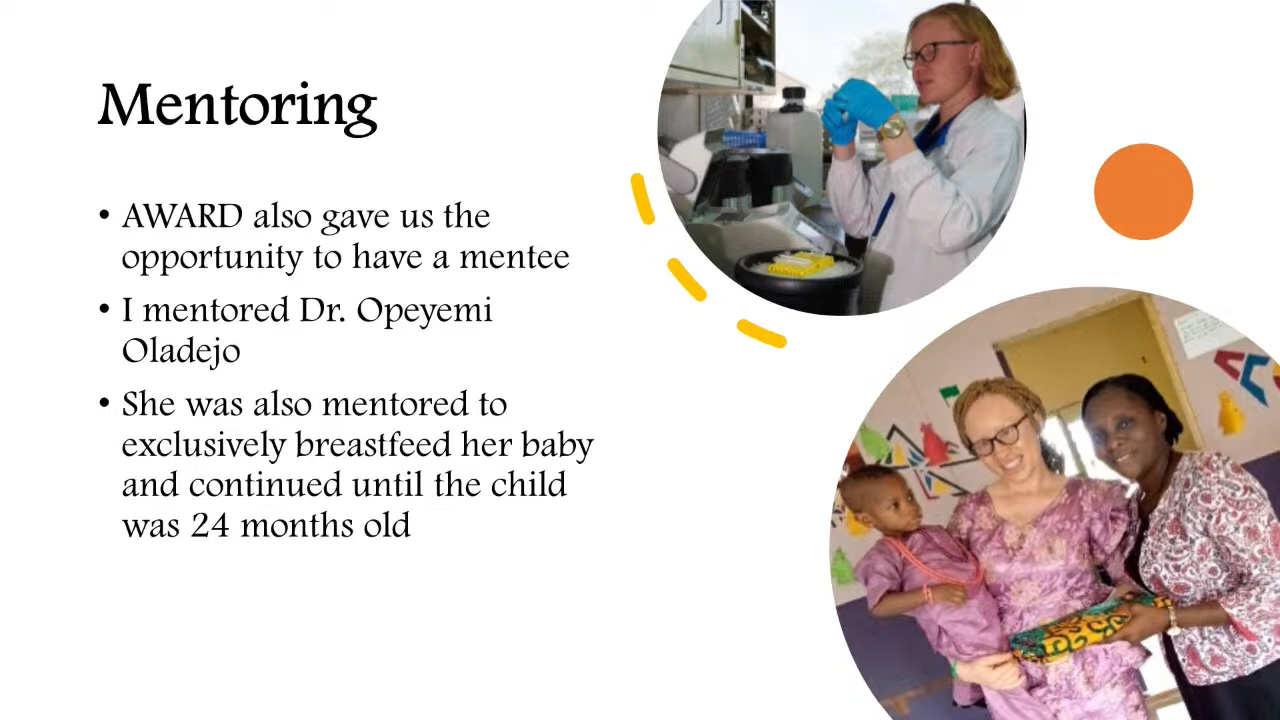 Mentoring
• AWARD also gave us the
opportunity to have a mentee
• I mentored Dr. Opeyemi
Oladejo
• She was also mentored to
exclusively breastfeed her baby
and continued until the child
was 24 months old